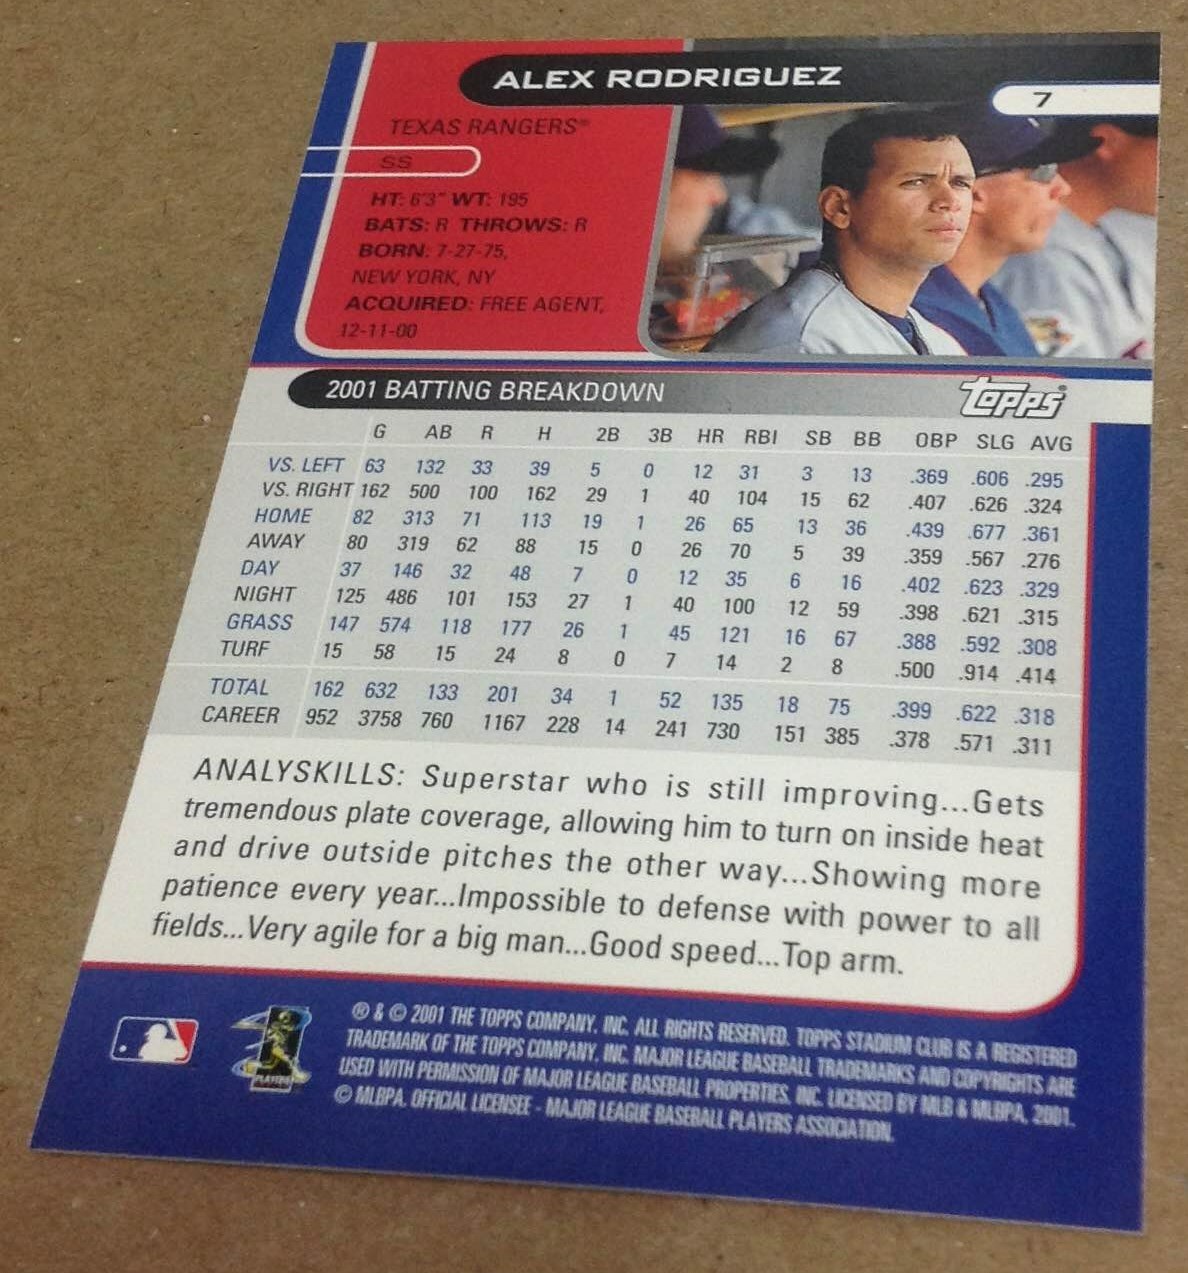 ALEX RODRIGUEZ
7
TEXAS RANGERS®
SS
HT: 6'3" WT: 195
BATS: R THROWS: R
BORN: 7-27-75,
NEW YORK, NY
ACQUIRED: FREE AGENT,
12-11-00
2001 BATTING BREAKDOWN
Topps®
G AB R H 2B 3B HR RBI SB BB OBP SLG AVG
VS. LEFT 63 132 33 39 5 0 12 31 3 13 .369 .606 .295
VS. RIGHT 162 500 100 162 29 1 40 104 15 62 .407 .626 .324
HOME 82 313 71 113 19 1 26 65 13 36 .439 .677 .361
AWAY 80 319 62 88 15 0 26 70 5 39 .359 .567 .276
DAY 37 146 32 48 7 0 12 35 6 16 .402 .623 .329
NIGHT 125 486 101 153 27 1 40 100 12 59 .398 .621 .315
GRASS 147 574 118 177 26 1 45 121 16 67 .388 .592 .308
TURF 15 58 15 24 8 0 7 14 2 8 .500 .914 .414
TOTAL 162 632 133 201 34 1 52 135 18 75 .399 .622 .318
CAREER 952 3758 760 1167 228 14 241 730 151 385 .378 .571 .311
ANALYSKILLS: Superstar who is still improving...Gets
tremendous plate coverage, allowing him to turn on inside heat
and drive outside pitches the other way...Showing more
patience every year...Impossible to defense with power to all
fields...Very agile for a big man...Good speed...Top arm.
PLAYERS
® & © 2001 THE TOPPS COMPANY, INC. ALL RIGHTS RESERVED. TOPPS STADIUM CLUB IS A REGISTERED
TRADEMARK OF THE TOPPS COMPANY, INC. MAJOR LEAGUE BASEBALL TRADEMARKS AND COPYRIGHTS ARE
USED WITH PERMISSION OF MAJOR LEAGUE BASEBALL PROPERTIES, INC. LICENSED BY MLB & MLBPA, 2001.
© MLBPA. OFFICIAL LICENSEE - MAJOR LEAGUE BASEBALL PLAYERS ASSOCIATION.